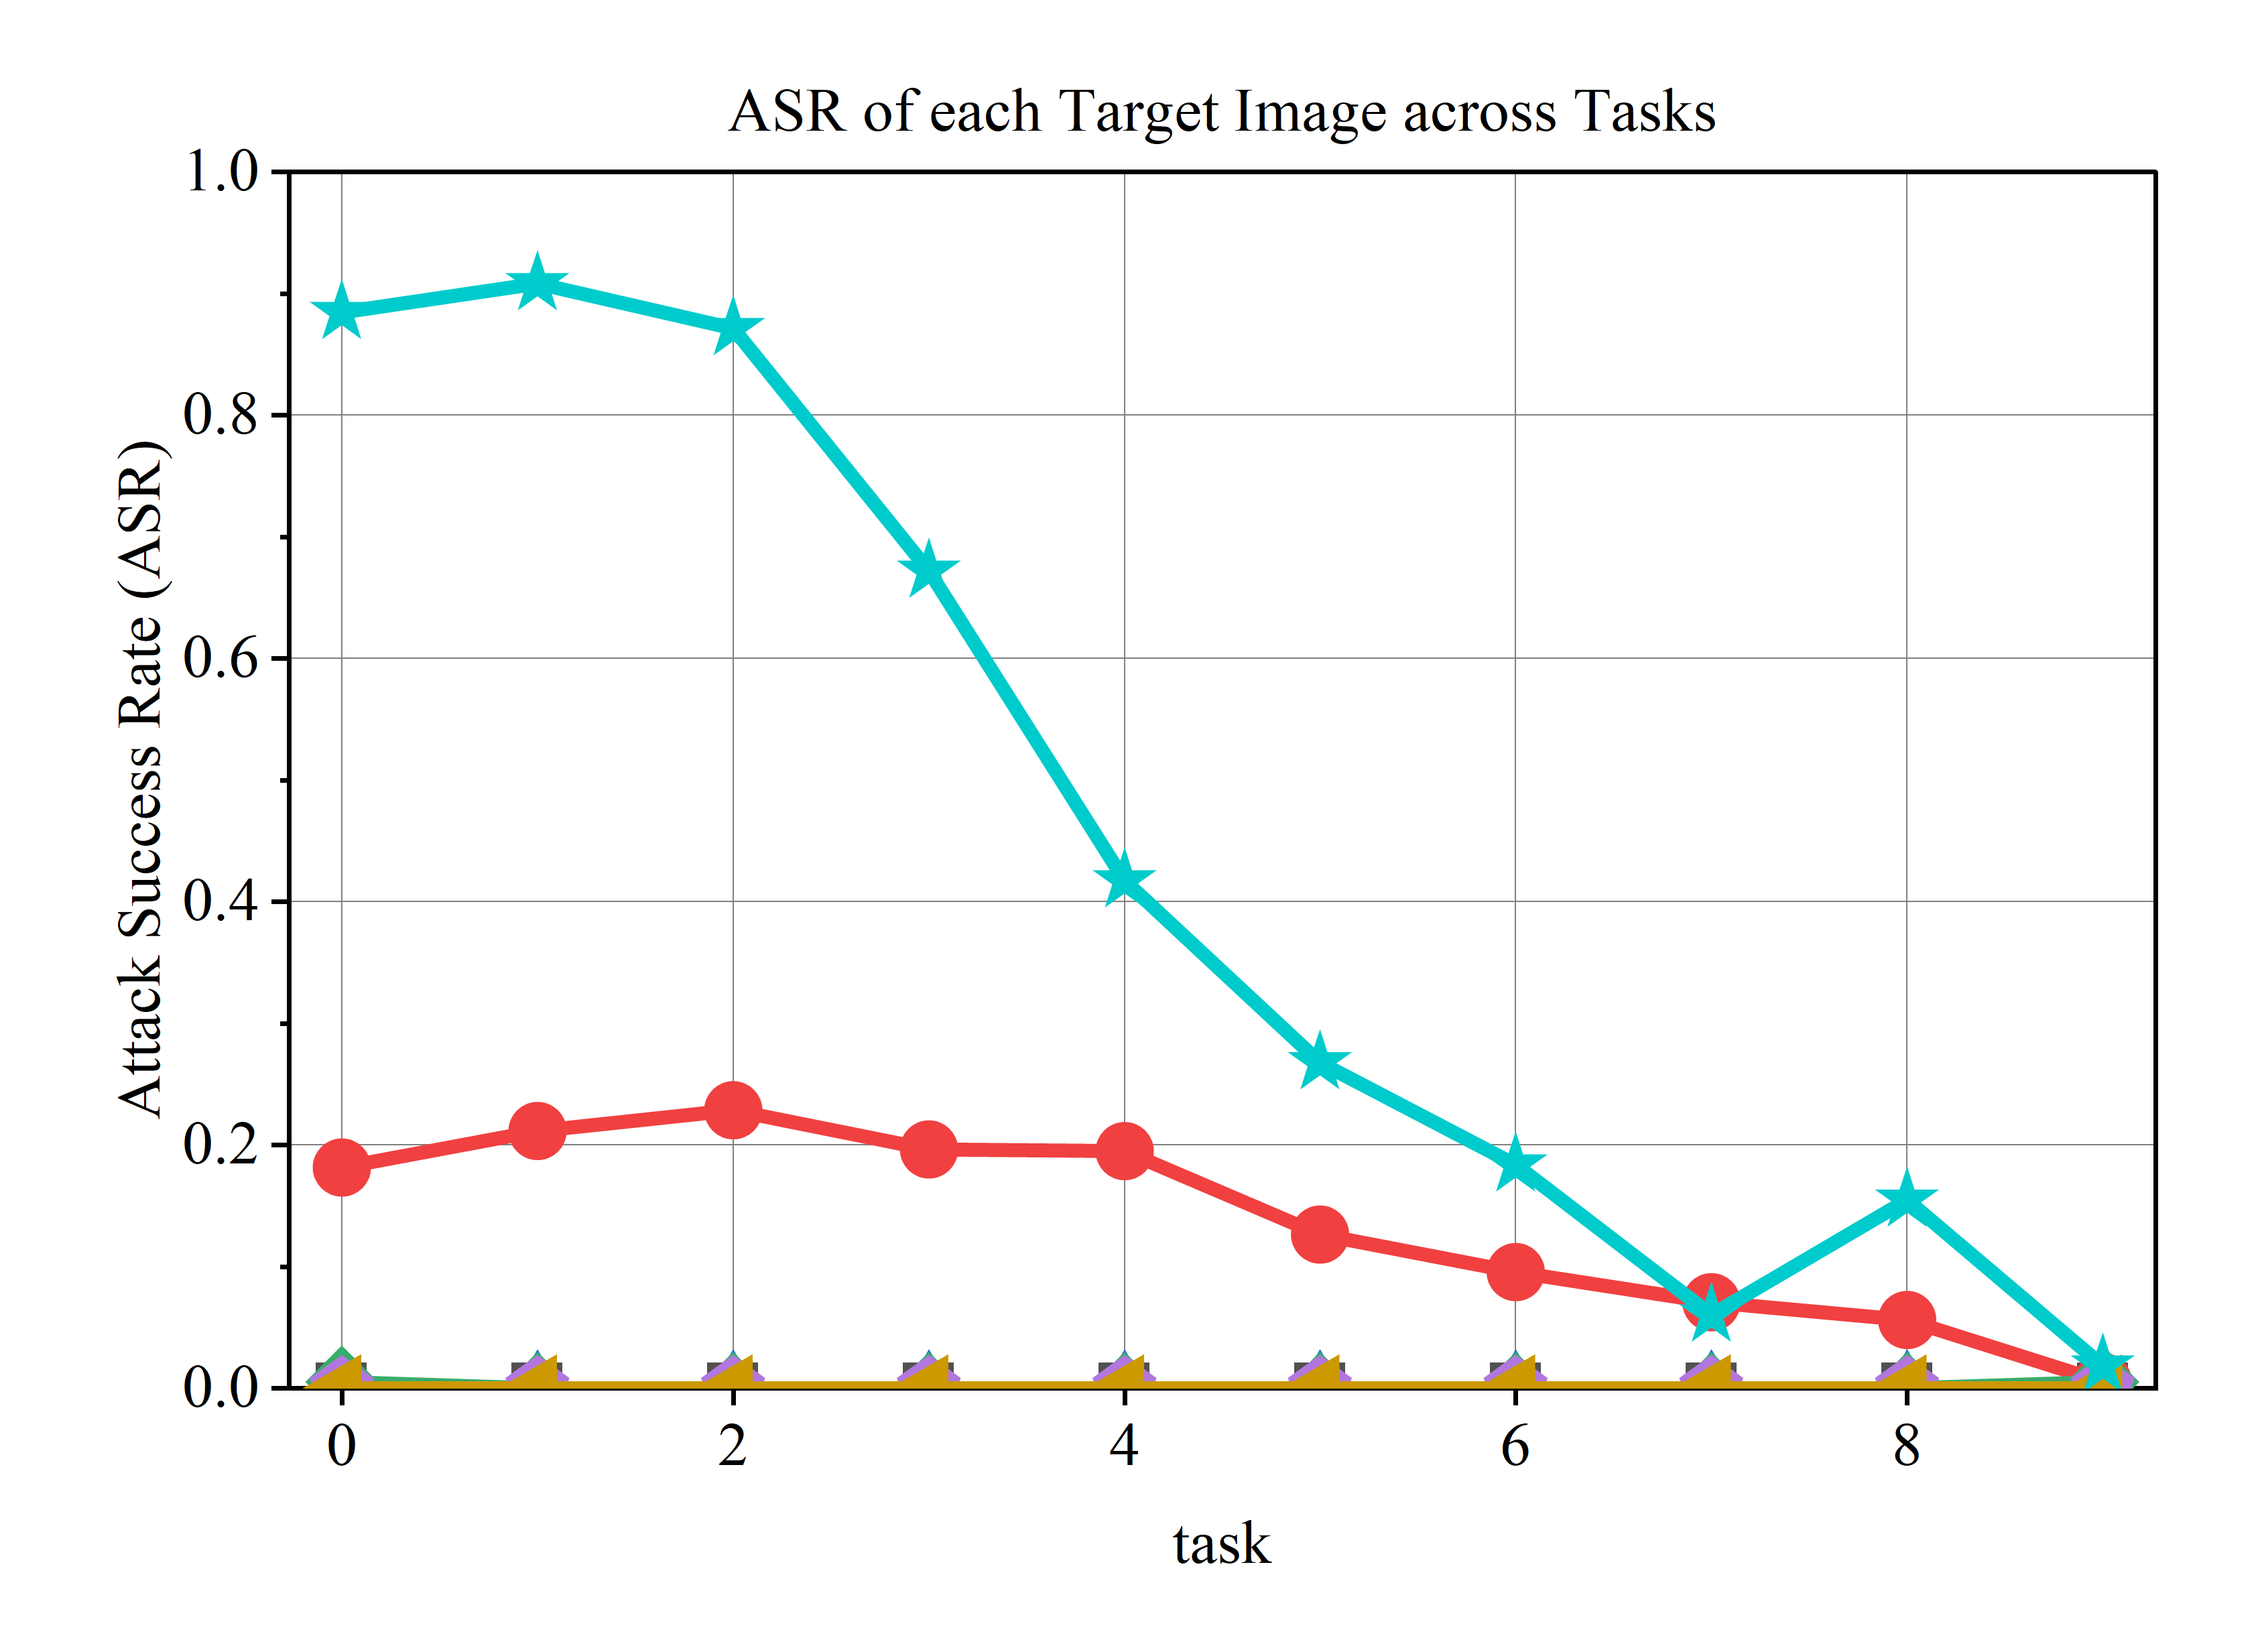 ASR of each Target Image across Tasks
1.0
0.8
0.6
0.4
0.2
0.0
Attack Success Rate (ASR)
0 2 4 6 8
task